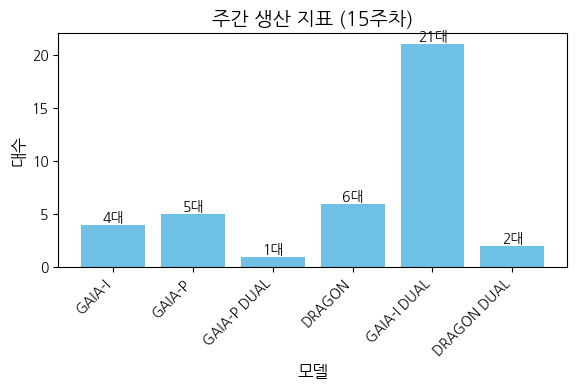 주간 생산 지표 (15주차)
대수
20
15
10
5
0
4대
5대
1대
6대
21대
2대
GAIA-I
GAIA-P
GAIA-P DUAL
DRAGON
GAIA-I DUAL
DRAGON DUAL
모델